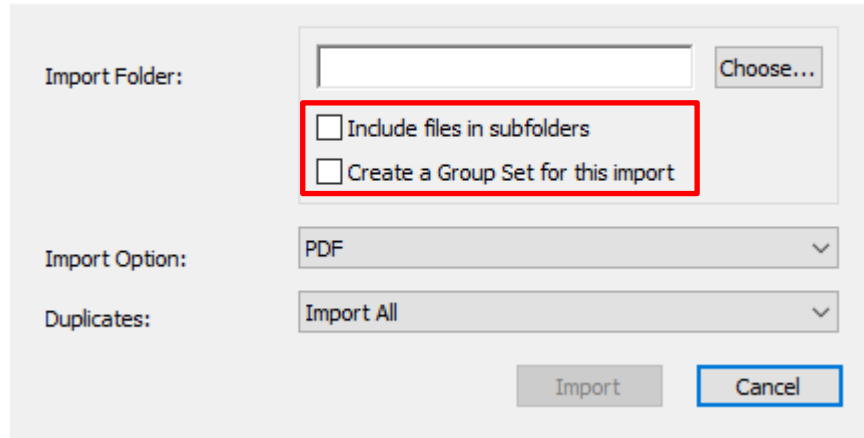 Import Folder:
Choose...
Include files in subfolders
Create a Group Set for this import
Import Option:
PDF
Duplicates:
Import All
Import
Cancel